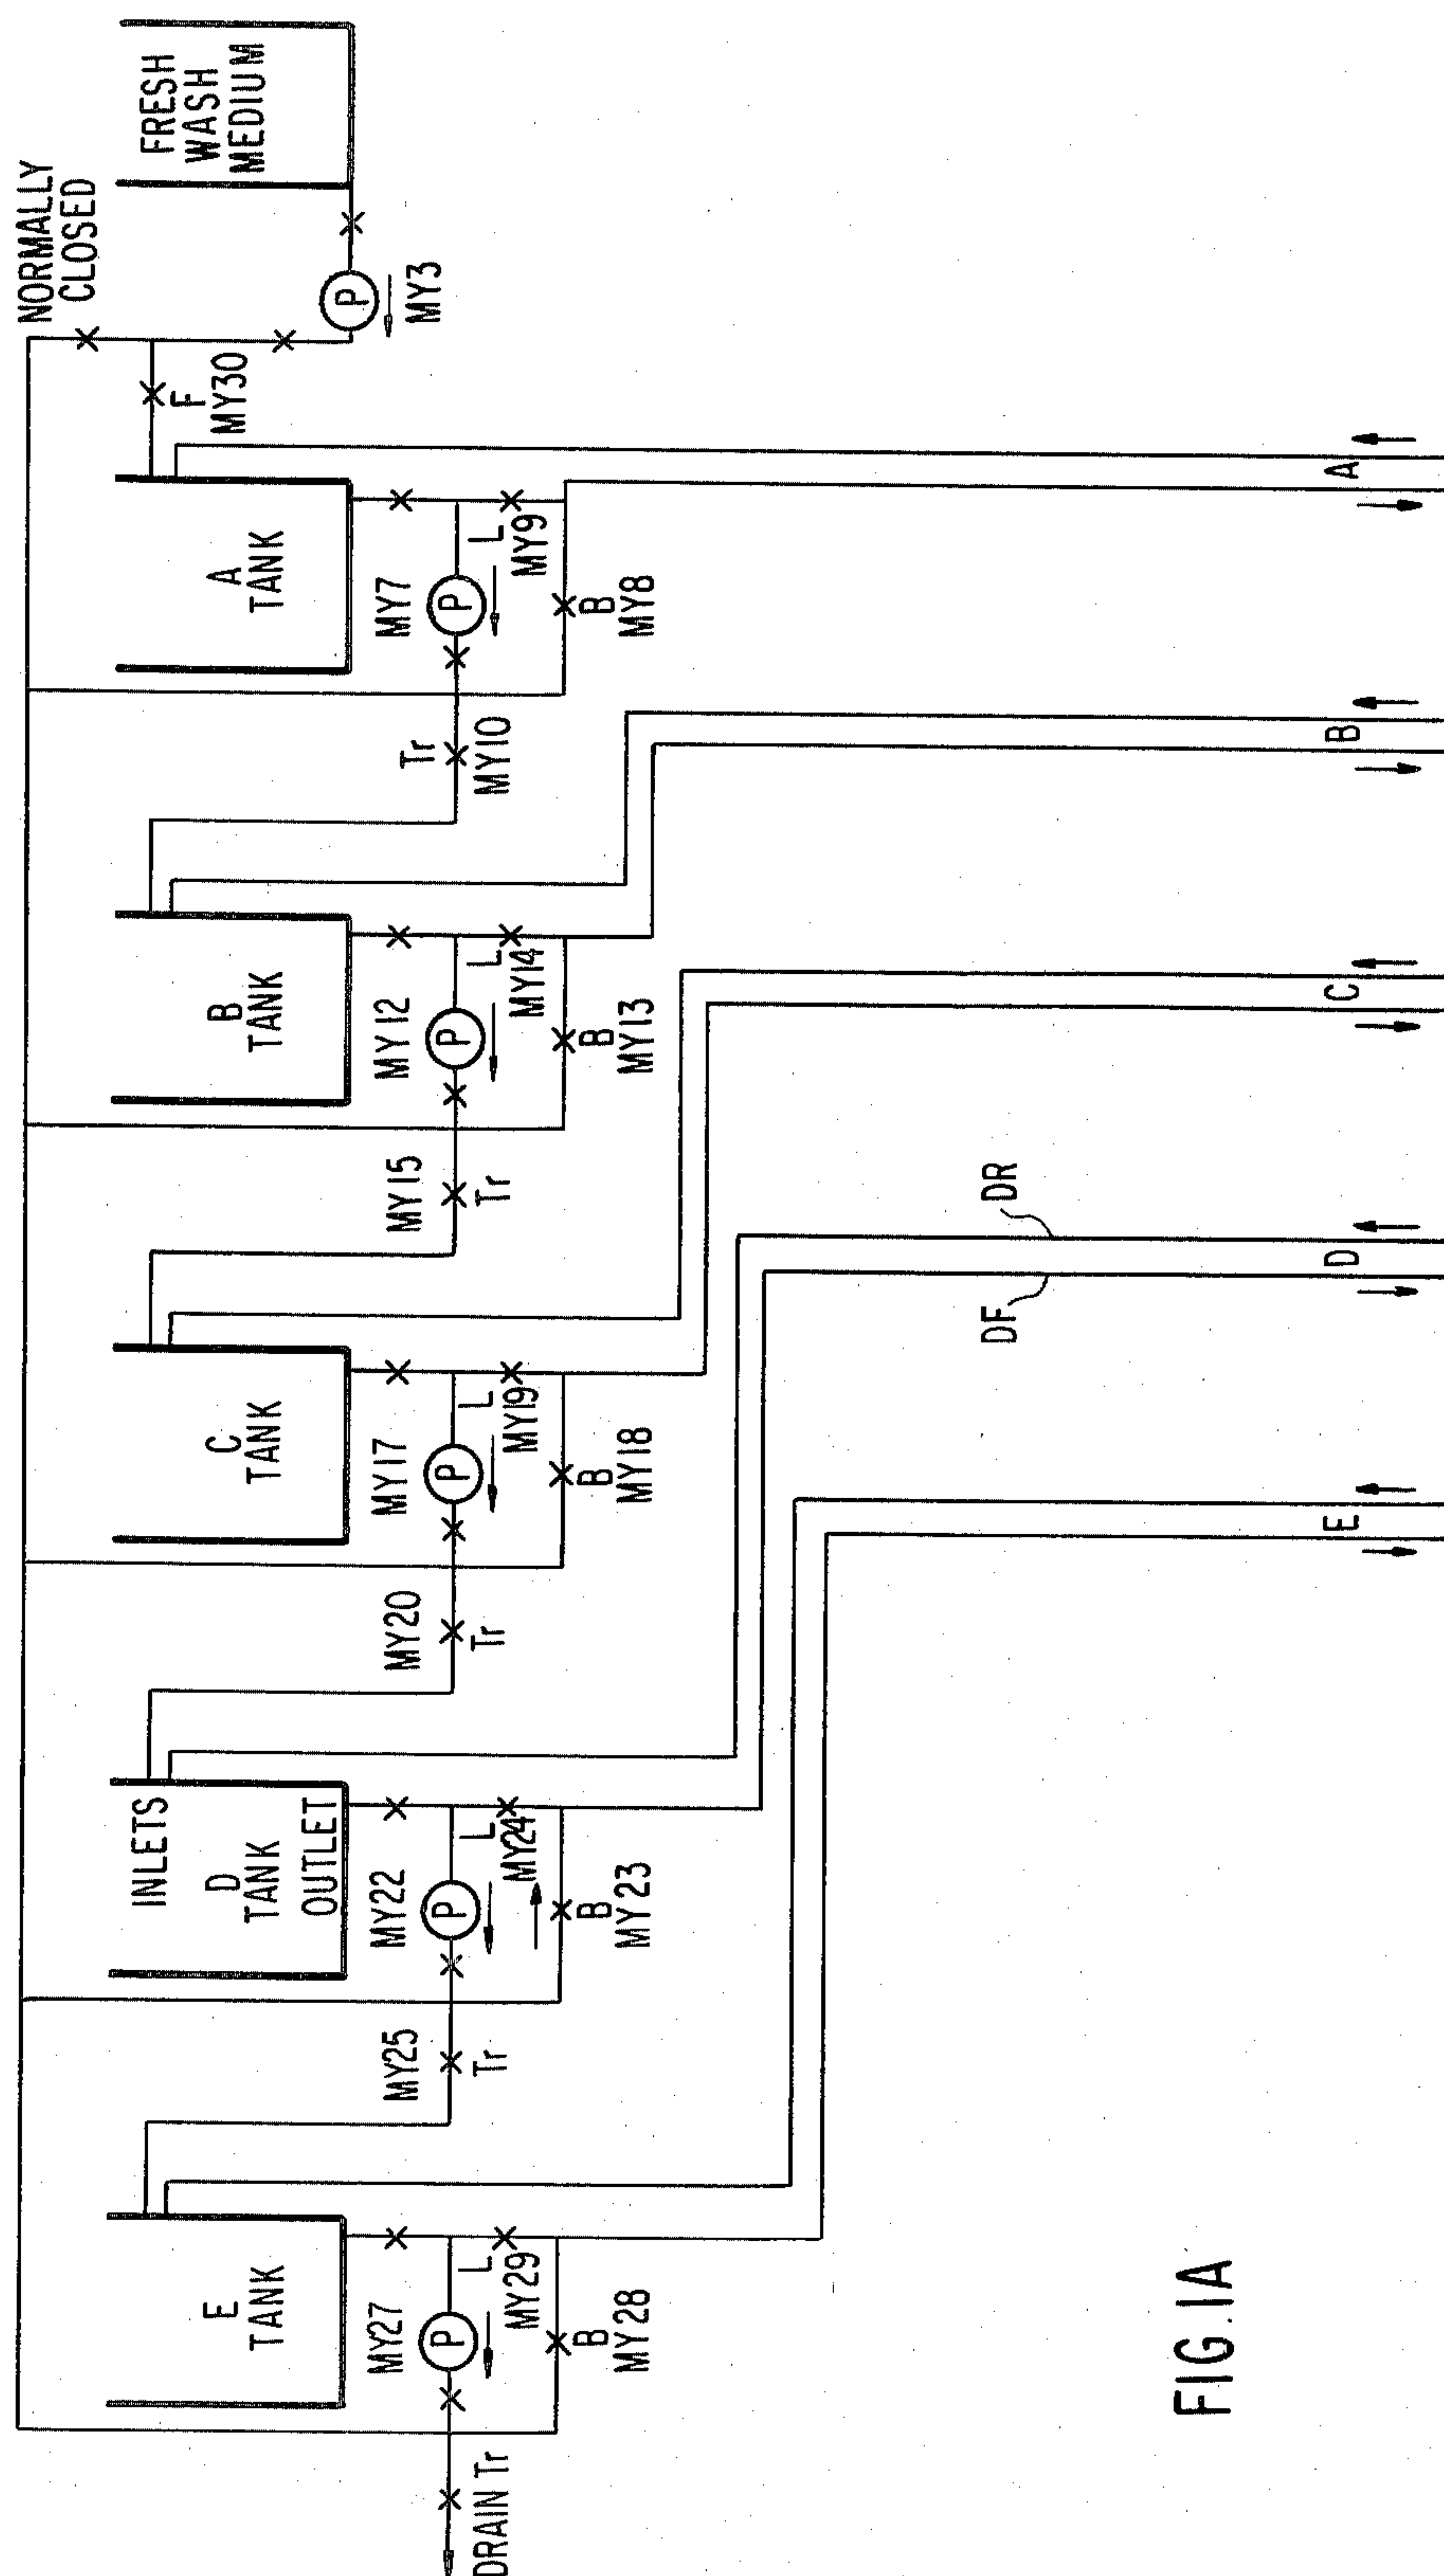 FRESH
WASH
MEDIUM
NORMALLY
CLOSED
P
MY3
F
MY30
A
TANK
MY7
P
L
MY9
B
MY8
Tr
MY10
A
B
TANK
MY12
P
L
MY14
B
MY13
MY15
Tr
B
C
TANK
MY17
P
L
MY19
B
MY18
MY20
Tr
C
INLETS
D
TANK
OUTLET
MY22
P
L
MY24
B
MY23
MY25
Tr
DR
DF
D
E
TANK
MY27
P
L
MY29
B
MY28
DRAIN Tr
E
FIG.1A